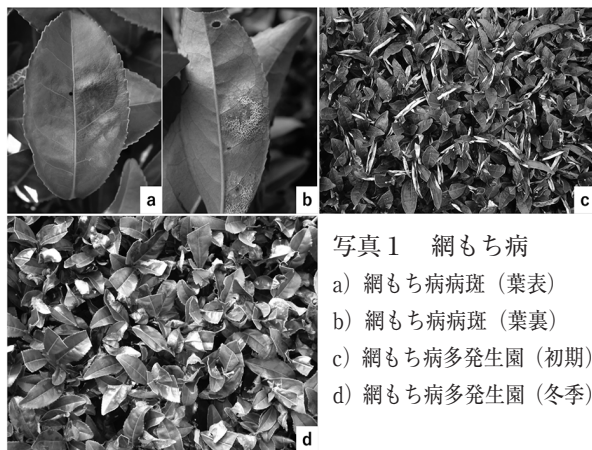 a
b
c
d
写真１　網もち病
a）網もち病病斑（葉表）
b）網もち病病斑（葉裏）
c）網もち病多発生園（初期）
d）網もち病多発生園（冬季）